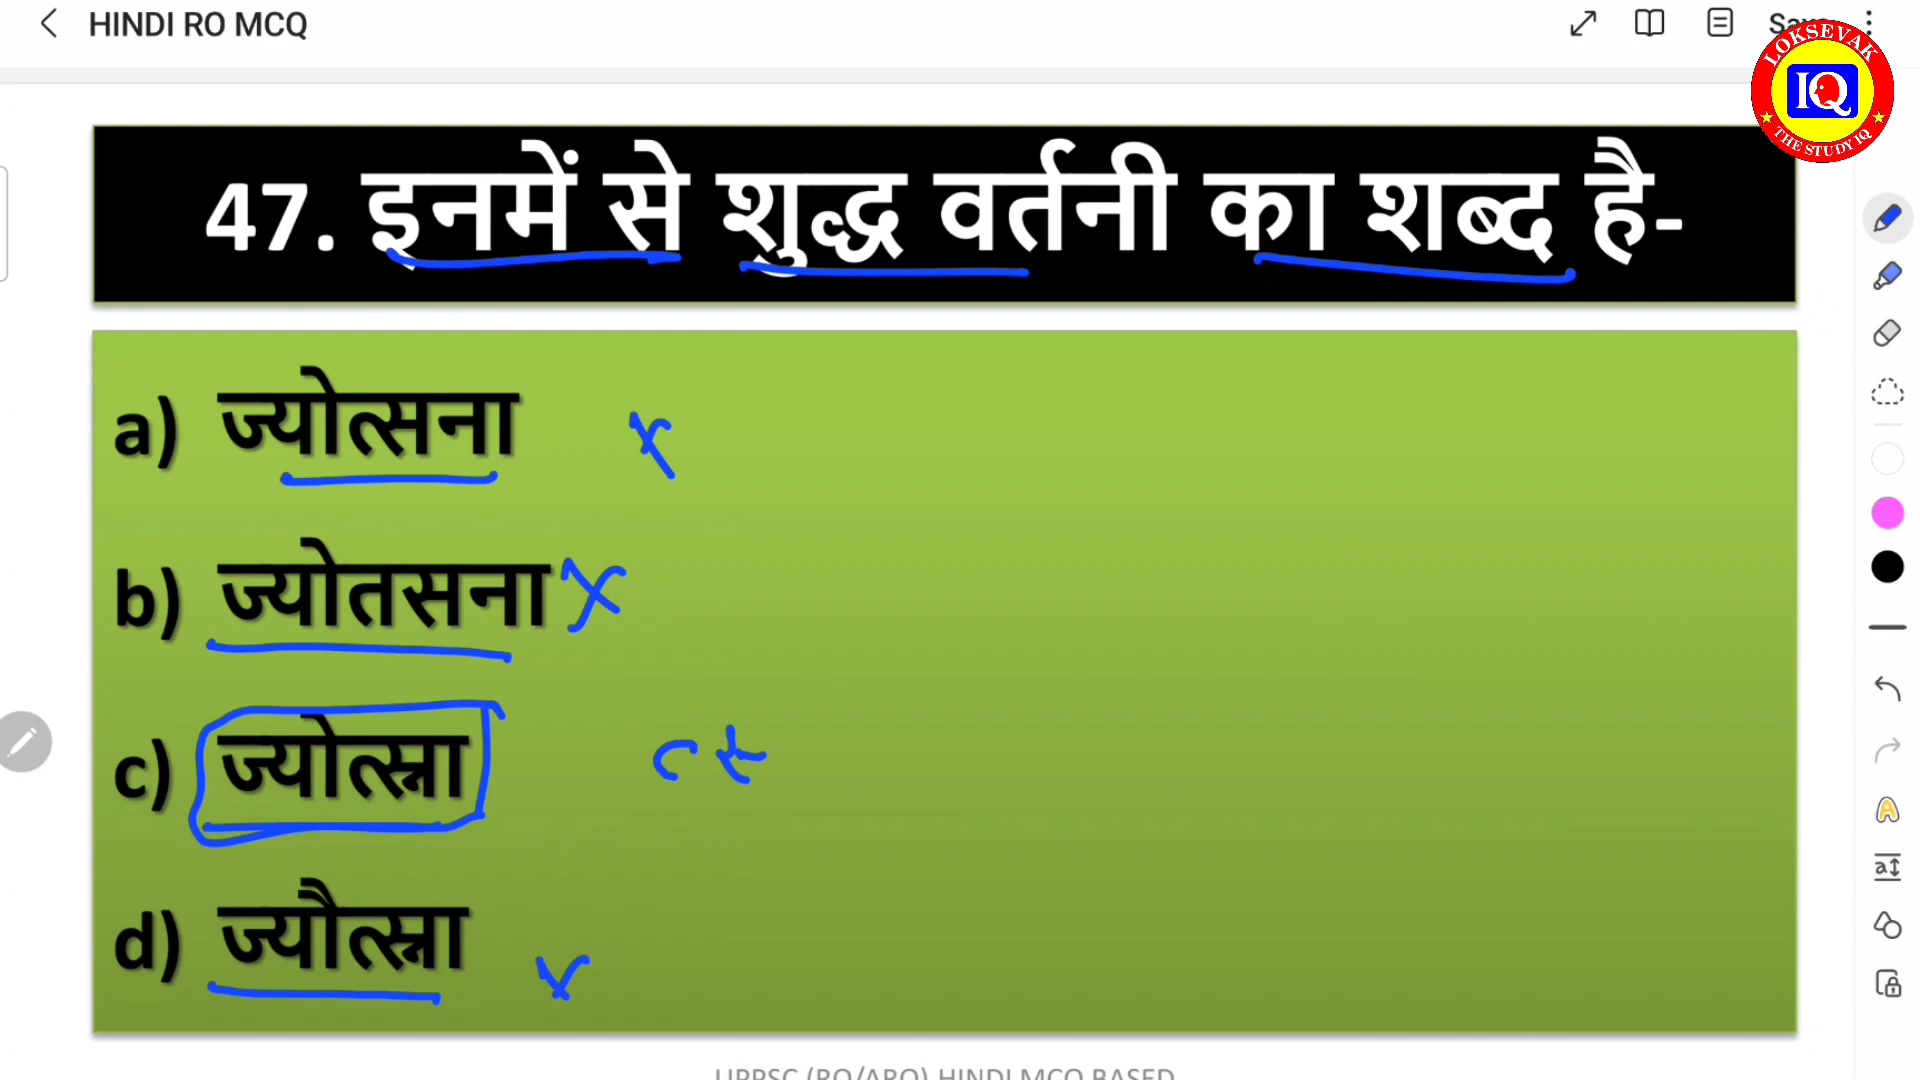 HINDI RO MCQ
LOKSEVAK
IQ
THE STUDY IQ
47. इनमें से शुद्ध वर्तनी का शब्द है-
a) ज्योत्सना x
b) ज्योतसना x
c) ज्योत्स्ना
d) ज्यौत्स्ना x
UPPSC (RO/ARO) HINDI MCQ BASED